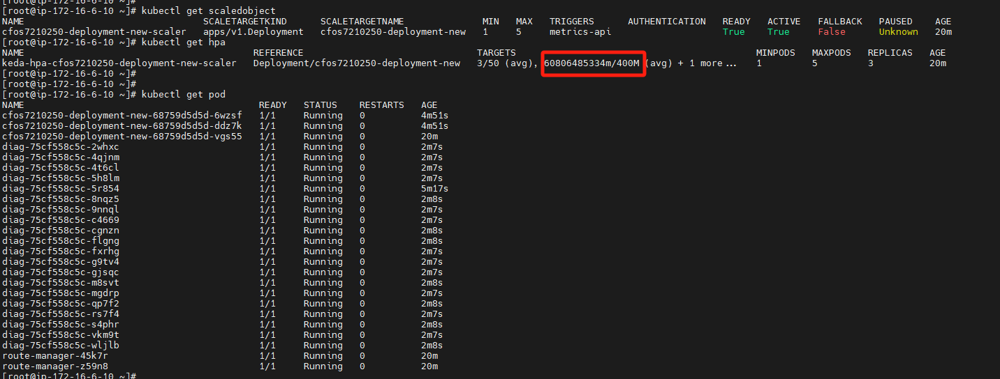 [root@ip-172-16-6-10 ~]#
[root@ip-172-16-6-10 ~]# kubectl get scaledobject
NAME SCALETARGETKIND SCALETARGETNAME MIN MAX TRIGGERS AUTHENTICATION READY ACTIVE FALLBACK PAUSED AGE
cfos7210250-deployment-new-scaler apps/v1.Deployment cfos7210250-deployment-new 1 5 metrics-api True True False Unknown 20m
[root@ip-172-16-6-10 ~]# kubectl get hpa
NAME REFERENCE TARGETS MINPODS MAXPODS REPLICAS AGE
keda-hpa-cfos7210250-deployment-new-scaler Deployment/cfos7210250-deployment-new 3/50 (avg), 60806485334m/400M (avg) + 1 more... 1 5 3 20m
[root@ip-172-16-6-10 ~]#
[root@ip-172-16-6-10 ~]#
[root@ip-172-16-6-10 ~]# kubectl get pod
NAME READY STATUS RESTARTS AGE
cfos7210250-deployment-new-68759d5d5d-6wzsf 1/1 Running 0 4m51s
cfos7210250-deployment-new-68759d5d5d-ddz7k 1/1 Running 0 4m51s
cfos7210250-deployment-new-68759d5d5d-vgs55 1/1 Running 0 20m
diag-75cf558c5c-2whxc 1/1 Running 0 2m7s
diag-75cf558c5c-4qjnm 1/1 Running 0 2m7s
diag-75cf558c5c-4t6cl 1/1 Running 0 2m7s
diag-75cf558c5c-5h8lm 1/1 Running 0 2m7s
diag-75cf558c5c-5r854 1/1 Running 0 5m17s
diag-75cf558c5c-8nqz5 1/1 Running 0 2m8s
diag-75cf558c5c-9nnql 1/1 Running 0 2m7s
diag-75cf558c5c-c4669 1/1 Running 0 2m7s
diag-75cf558c5c-cgnzn 1/1 Running 0 2m8s
diag-75cf558c5c-flgng 1/1 Running 0 2m8s
diag-75cf558c5c-fxrhg 1/1 Running 0 2m7s
diag-75cf558c5c-g9tv4 1/1 Running 0 2m7s
diag-75cf558c5c-gjsqc 1/1 Running 0 2m7s
diag-75cf558c5c-m8svt 1/1 Running 0 2m8s
diag-75cf558c5c-mgdrp 1/1 Running 0 2m7s
diag-75cf558c5c-qp7f2 1/1 Running 0 2m8s
diag-75cf558c5c-rs7f4 1/1 Running 0 2m7s
diag-75cf558c5c-s4phr 1/1 Running 0 2m8s
diag-75cf558c5c-vkm9t 1/1 Running 0 2m7s
diag-75cf558c5c-wljlb 1/1 Running 0 2m8s
route-manager-45k7r 1/1 Running 0 20m
route-manager-z59n8 1/1 Running 0 20m
[root@ip-172-16-6-10 ~]#